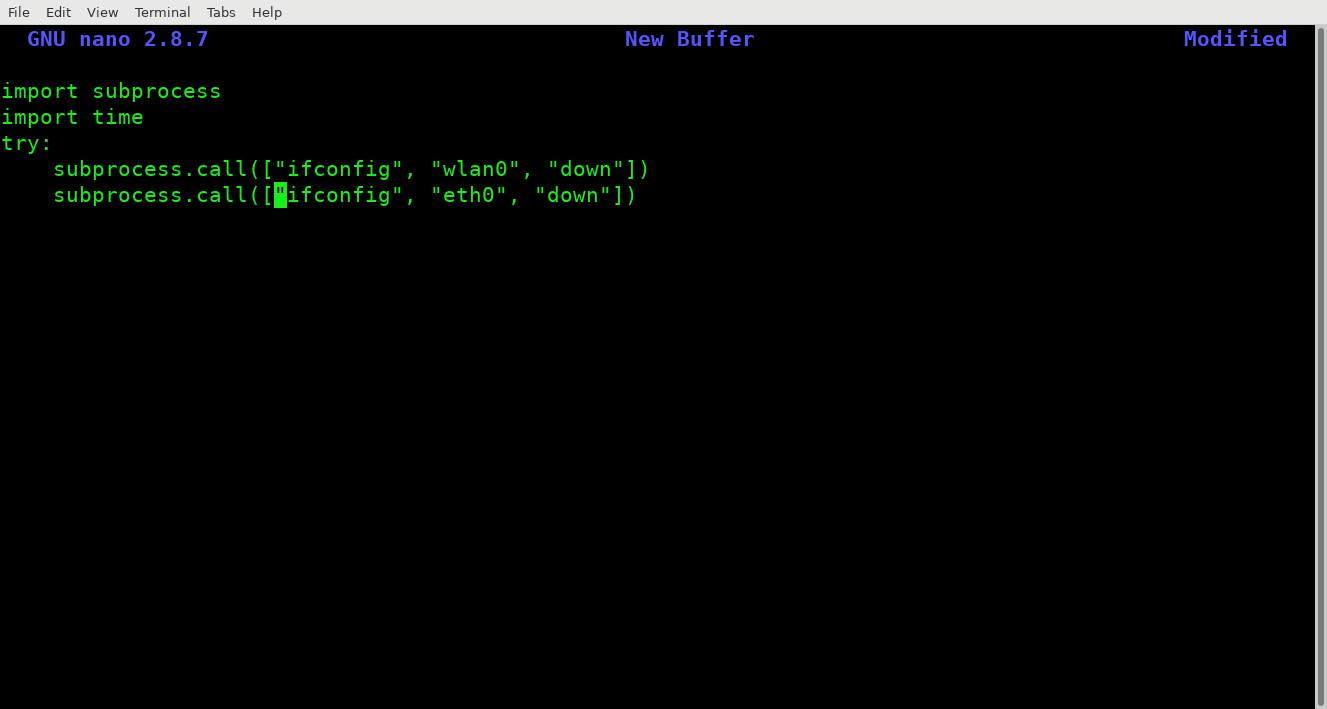 File Edit View Terminal Tabs Help
GNU nano 2.8.7 New Buffer Modified
import subprocess
import time
try:
    subprocess.call(["ifconfig", "wlan0", "down"])
    subprocess.call(["ifconfig", "eth0", "down"])